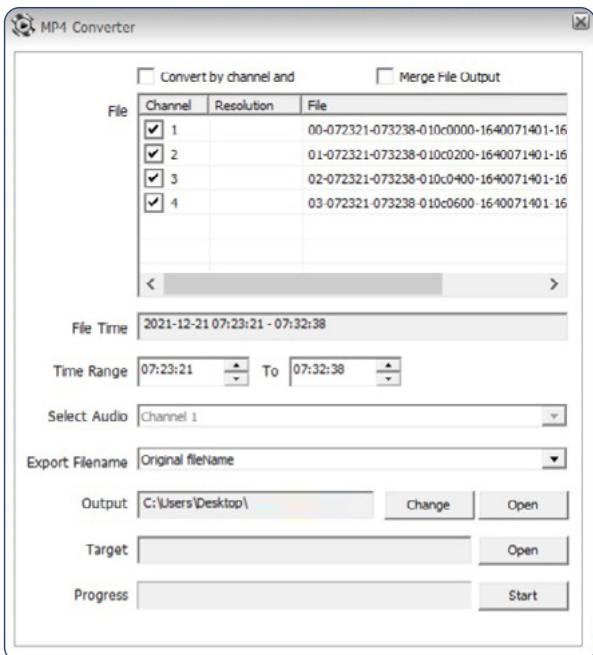 MP4 Converter
Convert by channel and Merge File Output
File Channel Resolution File
1 00-072321-073238-010c0000-1640071401-16
2 01-072321-073238-010c0200-1640071401-16
3 02-072321-073238-010c0400-1640071401-16
4 03-072321-073238-010c0600-1640071401-16
File Time 2021-12-21 07:23:21 - 07:32:38
Time Range 07:23:21 To 07:32:38
Select Audio Channel 1
Export Filename Original fileName
Output C:\Users\Desktop\ Change Open
Target Open
Progress Start